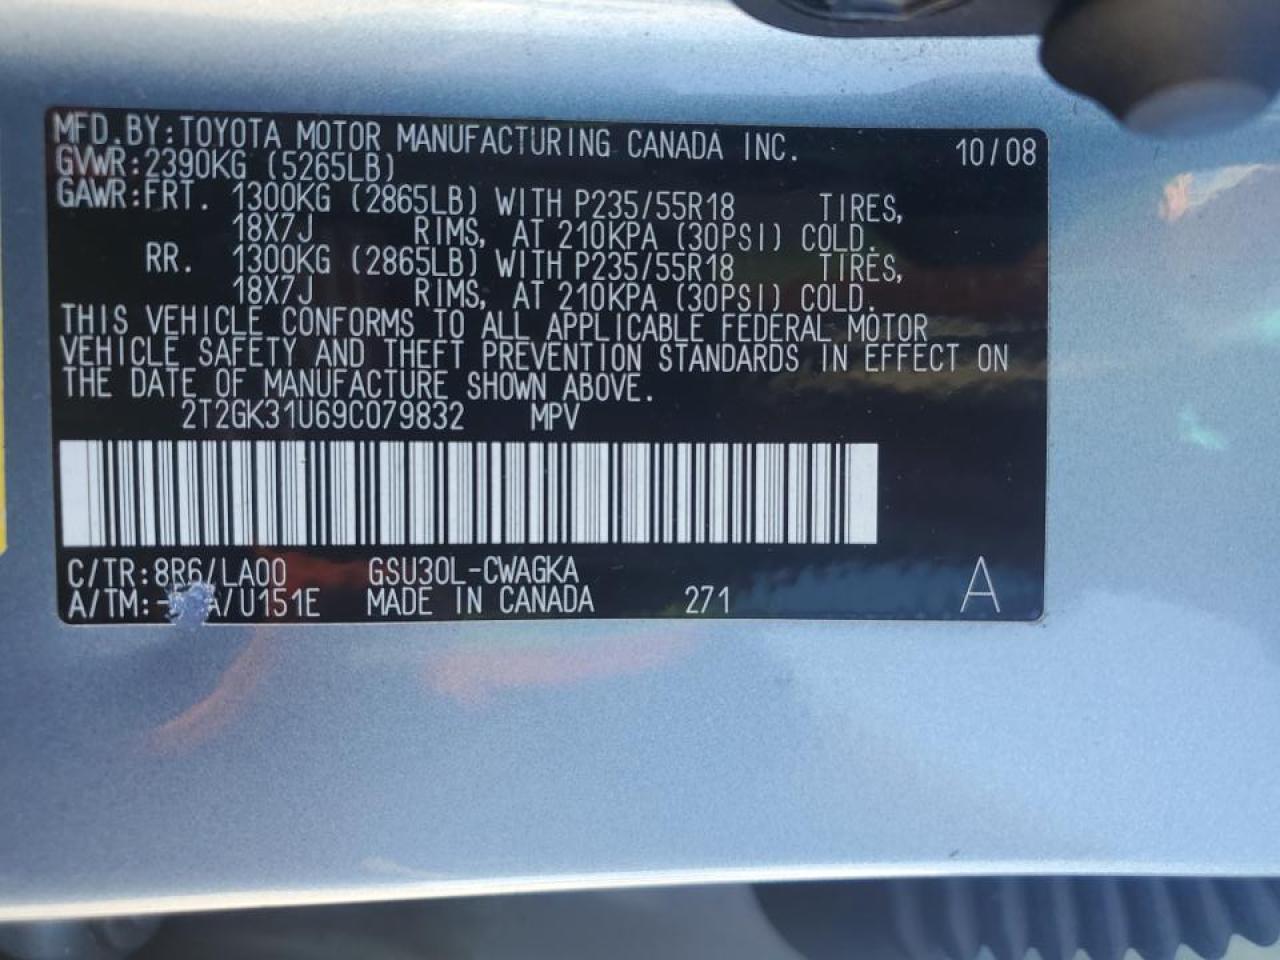 MFD.BY:TOYOTA MOTOR MANUFACTURING CANADA INC. 10/08
GVWR:2390KG (5265LB)
GAWR:FRT. 1300KG (2865LB) WITH P235/55R18 TIRES,
18X7J RIMS, AT 210KPA (30PSI) COLD.
RR. 1300KG (2865LB) WITH P235/55R18 TIRES,
18X7J RIMS, AT 210KPA (30PSI) COLD.
THIS VEHICLE CONFORMS TO ALL APPLICABLE FEDERAL MOTOR
VEHICLE SAFETY AND THEFT PREVENTION STANDARDS IN EFFECT ON
THE DATE OF MANUFACTURE SHOWN ABOVE.
2T2GK31U69C079832 MPV
C/TR:8R6/LA00 GSU30L-CWAGKA
A/TM: /U151E MADE IN CANADA 271 A